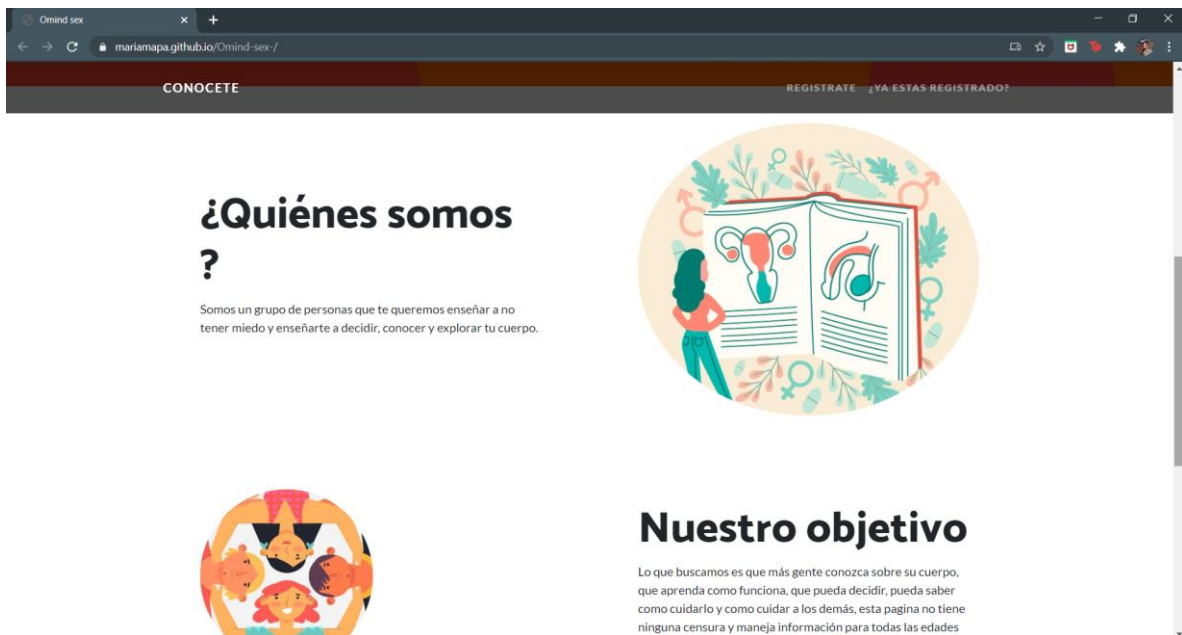 Omind sex
mariamapa.github.io/Omind-sex-/
CONOCETE
REGISTRATE ¿YA ESTAS REGISTRADO?
¿Quiénes somos
?
Somos un grupo de personas que te queremos enseñar a no
tener miedo y enseñarte a decidir, conocer y explorar tu cuerpo.
Nuestro objetivo
Lo que buscamos es que más gente conozca sobre su cuerpo,
que aprenda como funciona, que pueda decidir, pueda saber
como cuidarlo y como cuidar a los demás, esta pagina no tiene
ninguna censura y maneja información para todas las edades